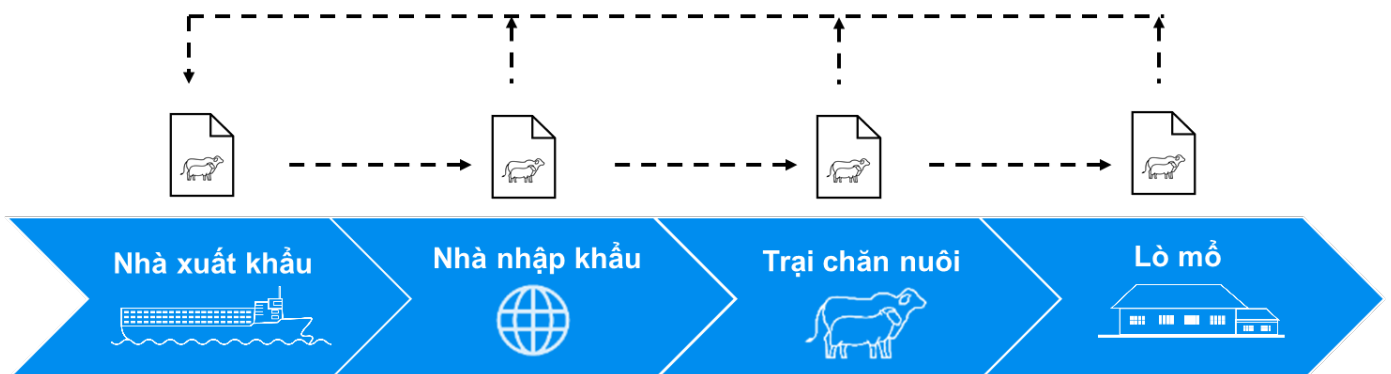 Nhà xuất khẩu
Nhà nhập khẩu
Trại chăn nuôi
Lò mổ